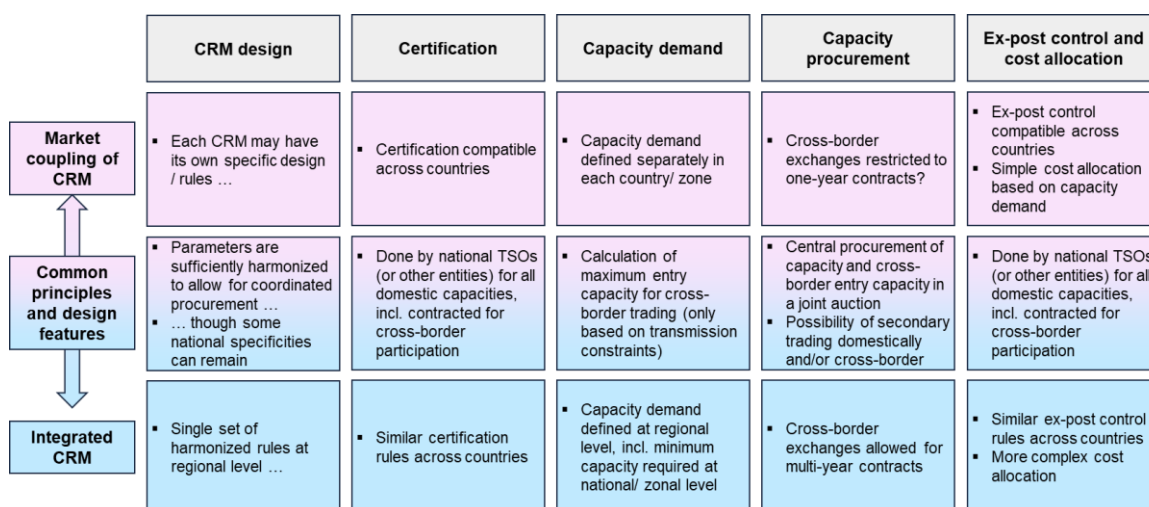 CRM design
Certification
Capacity demand
Capacity
procurement
Ex-post control and
cost allocation
Market
coupling of
CRM
▪ Each CRM may have
its own specific design
/ rules …
▪ Certification compatible
across countries
▪ Capacity demand
defined separately in
each country/ zone
▪ Cross-border
exchanges restricted to
one-year contracts?
▪ Ex-post control
compatible across
countries
▪ Simple cost allocation
based on capacity
demand
Common
principles
and design
features
▪ Parameters are
sufficiently harmonized
to allow for coordinated
procurement …
▪ … though some
national specificities
can remain
▪ Done by national TSOs
(or other entities) for all
domestic capacities,
incl. contracted for
cross-border
participation
▪ Calculation of
maximum entry
capacity for cross-
border trading (only
based on transmission
constraints)
▪ Central procurement of
capacity and cross-
border entry capacity in
a joint auction
▪ Possibility of secondary
trading domestically
and/or cross-border
▪ Done by national TSOs
(or other entities) for all
domestic capacities,
incl. contracted for
cross-border
participation
Integrated
CRM
▪ Single set of
harmonized rules at
regional level …
▪ Similar certification
rules across countries
▪ Capacity demand
defined at regional
level, incl. minimum
capacity required at
national/ zonal level
▪ Cross-border
exchanges allowed for
multi-year contracts
▪ Similar ex-post control
rules across countries
▪ More complex cost
allocation